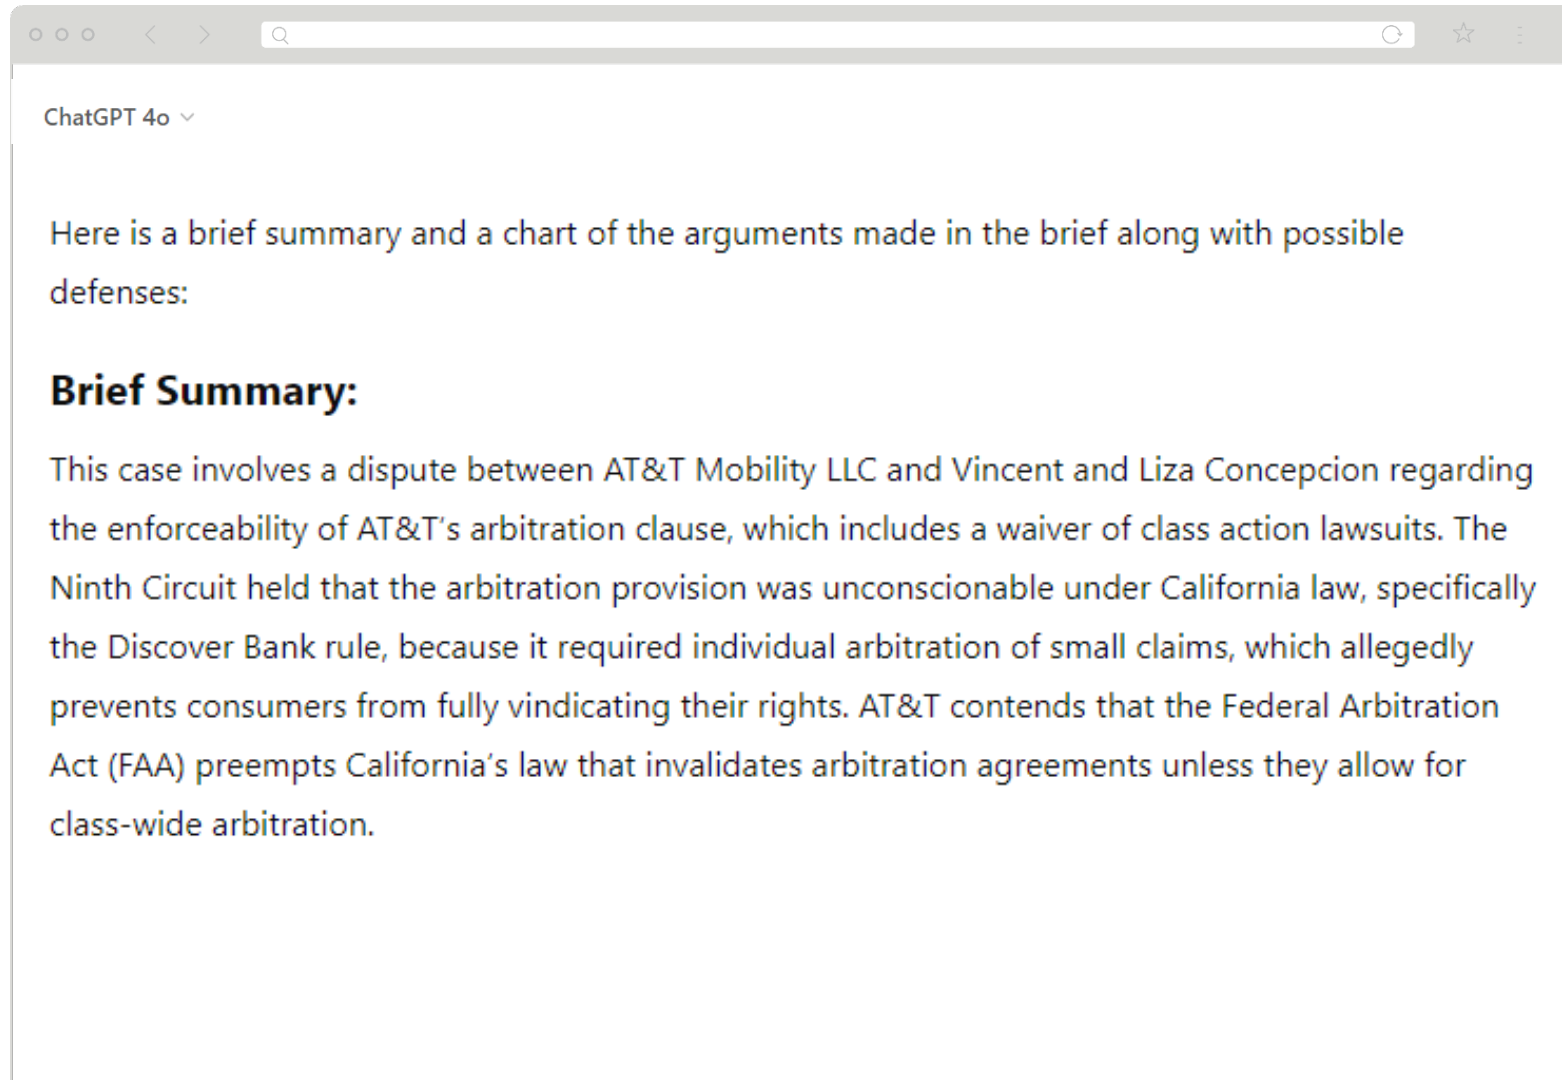 ChatGPT 4o
Here is a brief summary and a chart of the arguments made in the brief along with possible
defenses:
Brief Summary:
This case involves a dispute between AT&T Mobility LLC and Vincent and Liza Concepcion regarding
the enforceability of AT&T's arbitration clause, which includes a waiver of class action lawsuits. The
Ninth Circuit held that the arbitration provision was unconscionable under California law, specifically
the Discover Bank rule, because it required individual arbitration of small claims, which allegedly
prevents consumers from fully vindicating their rights. AT&T contends that the Federal Arbitration
Act (FAA) preempts California's law that invalidates arbitration agreements unless they allow for
class-wide arbitration.